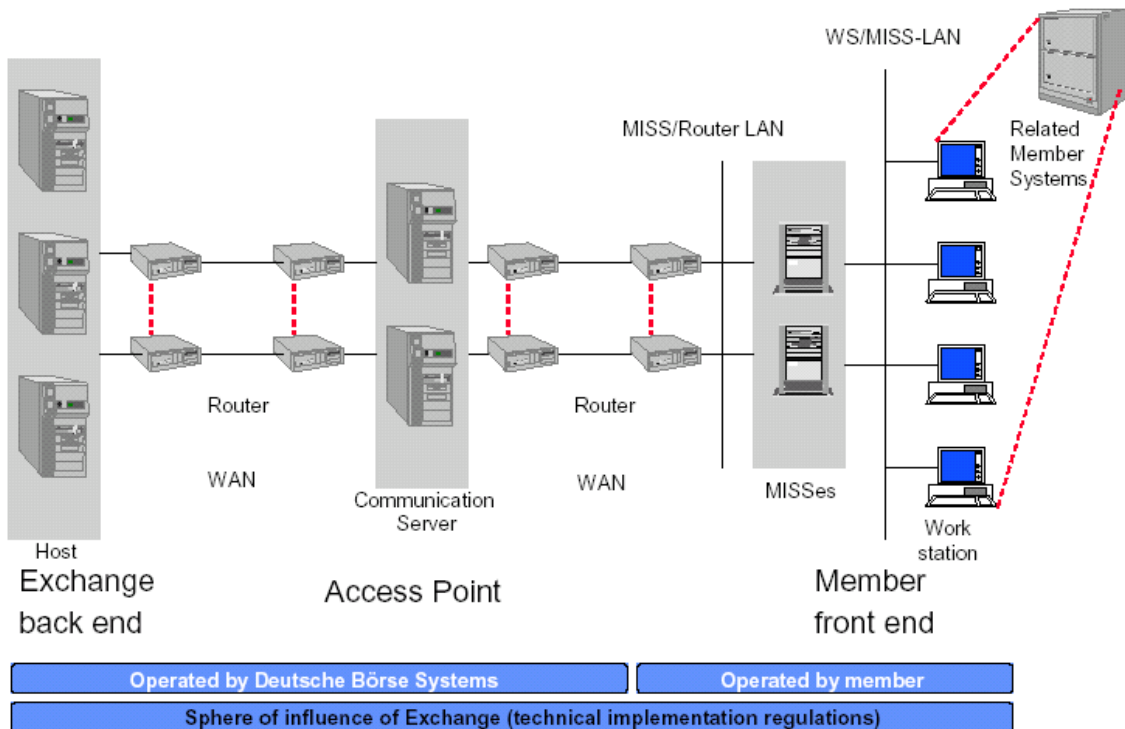 WS/MISS-LAN
MISS/Router LAN
Related
Member
Systems
Router
Router
WAN
WAN
Communication
Server
MISSes
Work
station
Host
Exchange
back end
Access Point
Member
front end
Operated by Deutsche Börse Systems
Operated by member
Sphere of influence of Exchange (technical implementation regulations)